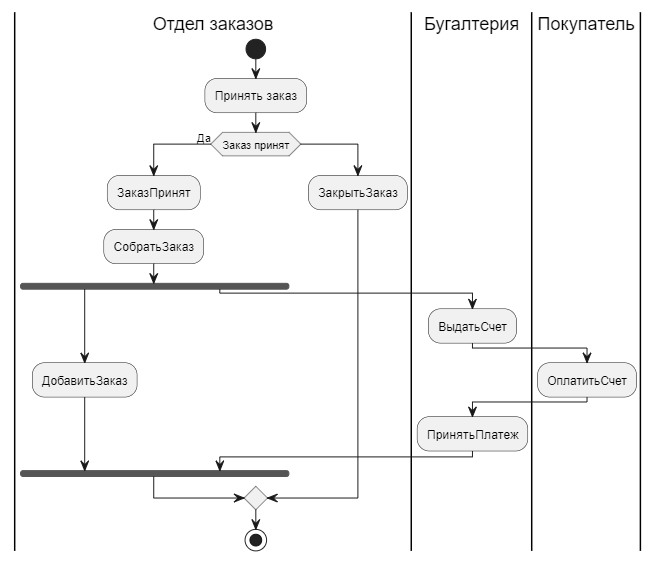 Отдел заказов
Бугалтерия
Покупатель
Принять заказ
Да
Заказ принят
ЗаказПринят
ЗакрытьЗаказ
СобратьЗаказ
ВыдатьСчет
ДобавитьЗаказ
ОплатитьСчет
ПринятьПлатеж